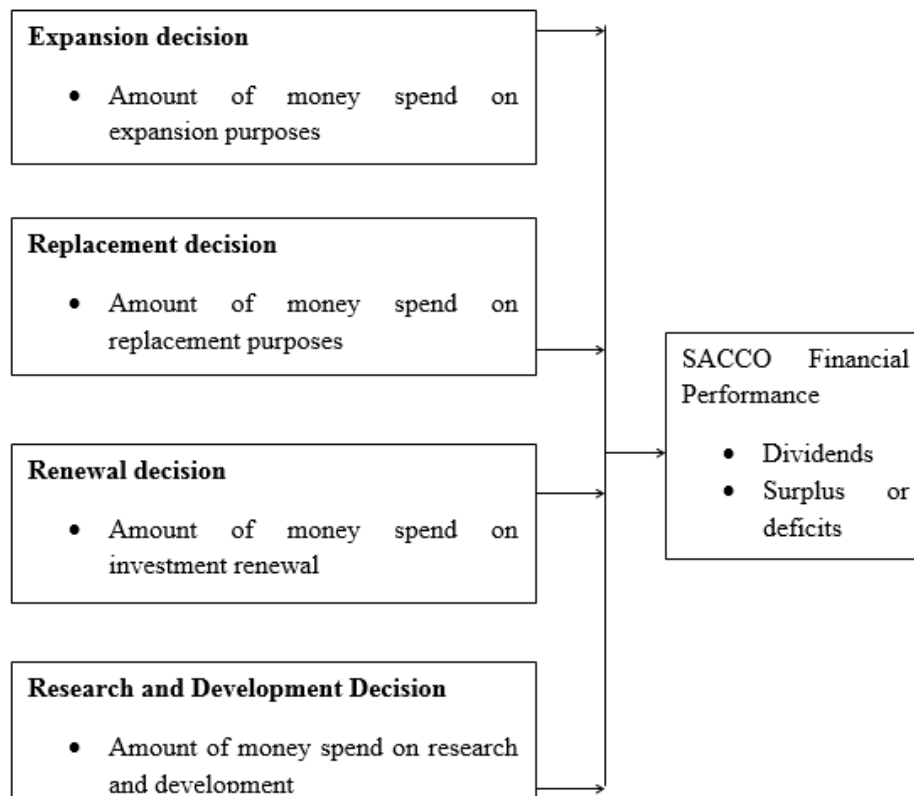 Expansion decision
• Amount of money spend on
expansion purposes
Replacement decision
• Amount of money spend on
replacement purposes
Renewal decision
• Amount of money spend on
investment renewal
Research and Development Decision
• Amount of money spend on research
and development
SACCO Financial
Performance
• Dividends
• Surplus or
deficits